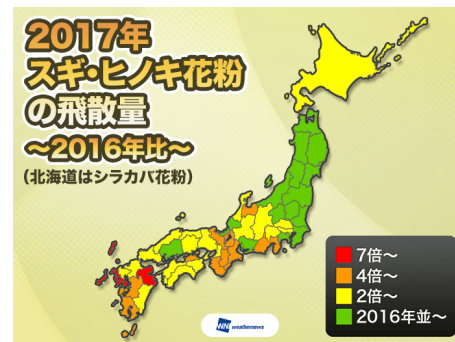 2017年
スギ・ヒノキ花粉
の飛散量
～2016年比～
（北海道はシラカバ花粉）
7倍～
4倍～
2倍～
2016年並～
WN weathernews